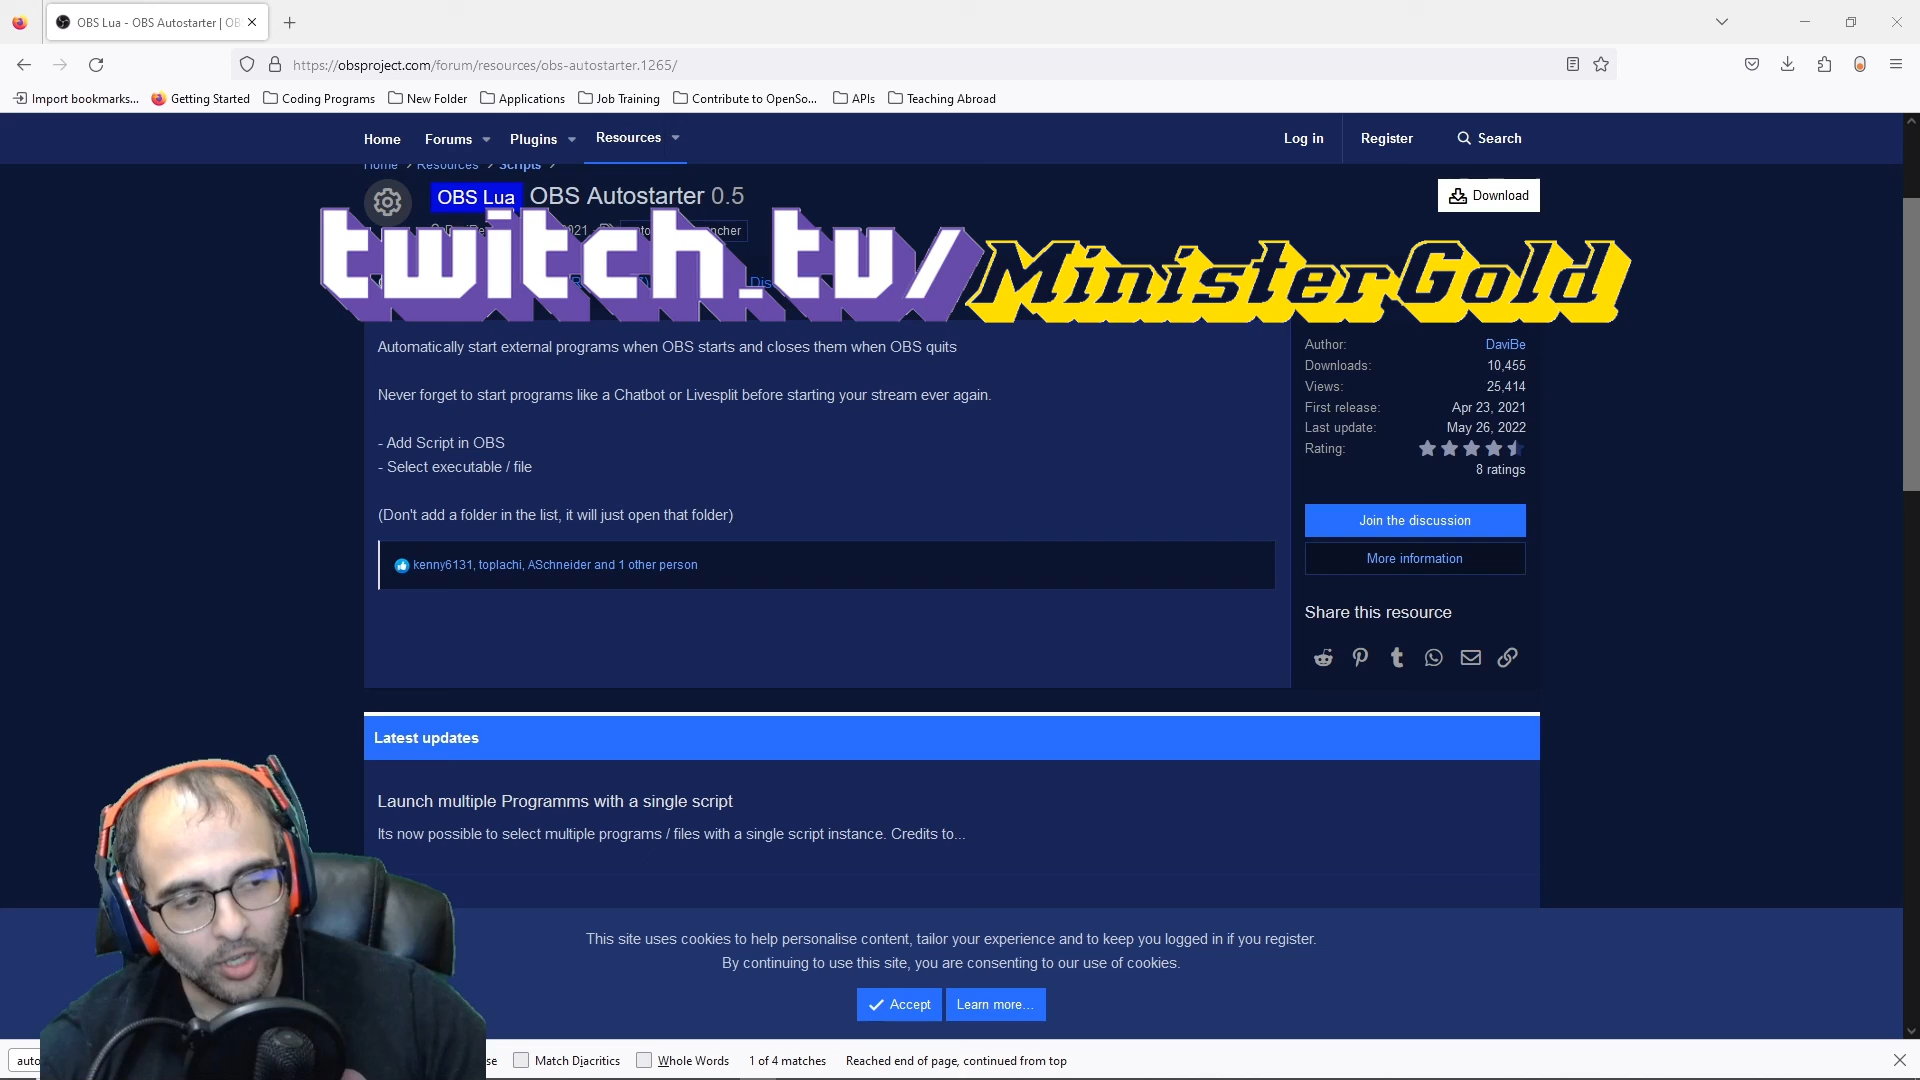 OBS Lua - OBS Autostarter | OB
https://obsproject.com/forum/resources/obs-autostarter.1265/
Import bookmarks... Getting Started Coding Programs New Folder Applications Job Training Contribute to OpenSo... APIs Teaching Abroad
Home Forums Plugins Resources Log in Register Search
Home Resources Scripts
OBS Lua OBS Autostarter 0.5 Download
2021
twitch.tv/MinisterGold
Automatically start external programs when OBS starts and closes them when OBS quits
Never forget to start programs like a Chatbot or Livesplit before starting your stream ever again.
- Add Script in OBS
- Select executable / file
(Don't add a folder in the list, it will just open that folder)
kenny6131, toplachi, ASchneider and 1 other person
Author: DaviBe
Downloads: 10,455
Views: 25,414
First release: Apr 23, 2021
Last update: May 26, 2022
Rating:
8 ratings
Join the discussion
More information
Share this resource
Latest updates
Launch multiple Programms with a single script
Its now possible to select multiple programs / files with a single script instance. Credits to...
This site uses cookies to help personalise content, tailor your experience and to keep you logged in if you register.
By continuing to use this site, you are consenting to our use of cookies.
Accept Learn more...
auto se Match Diacritics Whole Words 1 of 4 matches Reached end of page, continued from top